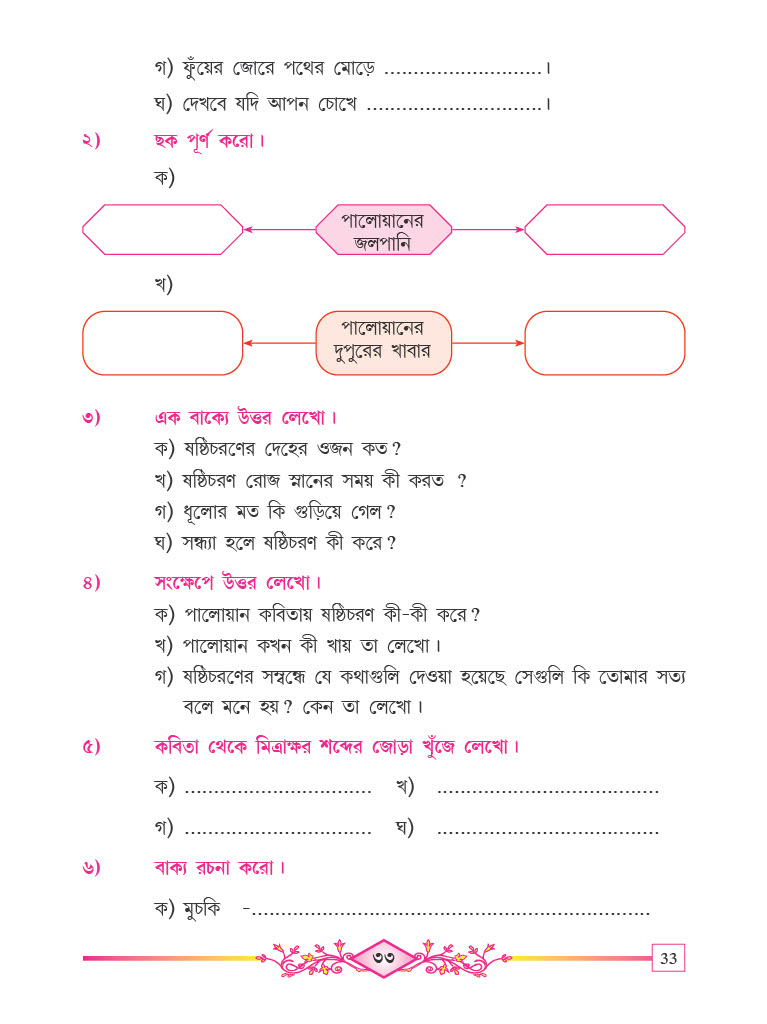 গ) ফুঁয়ের জোরে পথের মোড়ে ...........................।
ঘ) দেখবে যদি আপন চোখে ..............................।
২) ছক পূর্ণ করো।
ক)
পালোয়ানের
জলপানি
খ)
পালোয়ানের
দুপুরের খাবার
৩) এক বাক্যে উত্তর লেখো।
ক) ষষ্ঠিচরণের দেহের ওজন কত?
খ) ষষ্ঠিচরণ রোজ স্নানের সময় কী করত ?
গ) ধূলোর মত কি গুড়িয়ে গেল?
ঘ) সন্ধ্যা হলে ষষ্ঠিচরণ কী করে?
৪) সংক্ষেপে উত্তর লেখো।
ক) পালোয়ান কবিতায় ষষ্ঠিচরণ কী-কী করে?
খ) পালোয়ান কখন কী খায় তা লেখো।
গ) ষষ্ঠিচরণের সম্বন্ধে যে কথাগুলি দেওয়া হয়েছে সেগুলি কি তোমার সত্য
বলে মনে হয়? কেন তা লেখো।
৫) কবিতা থেকে মিত্রাক্ষর শব্দের জোড়া খুঁজে লেখো।
ক) ................................ খ) ......................................
গ) ................................ ঘ) ......................................
৬) বাক্য রচনা করো।
ক) মুচকি -....................................................................
৩৩ 33